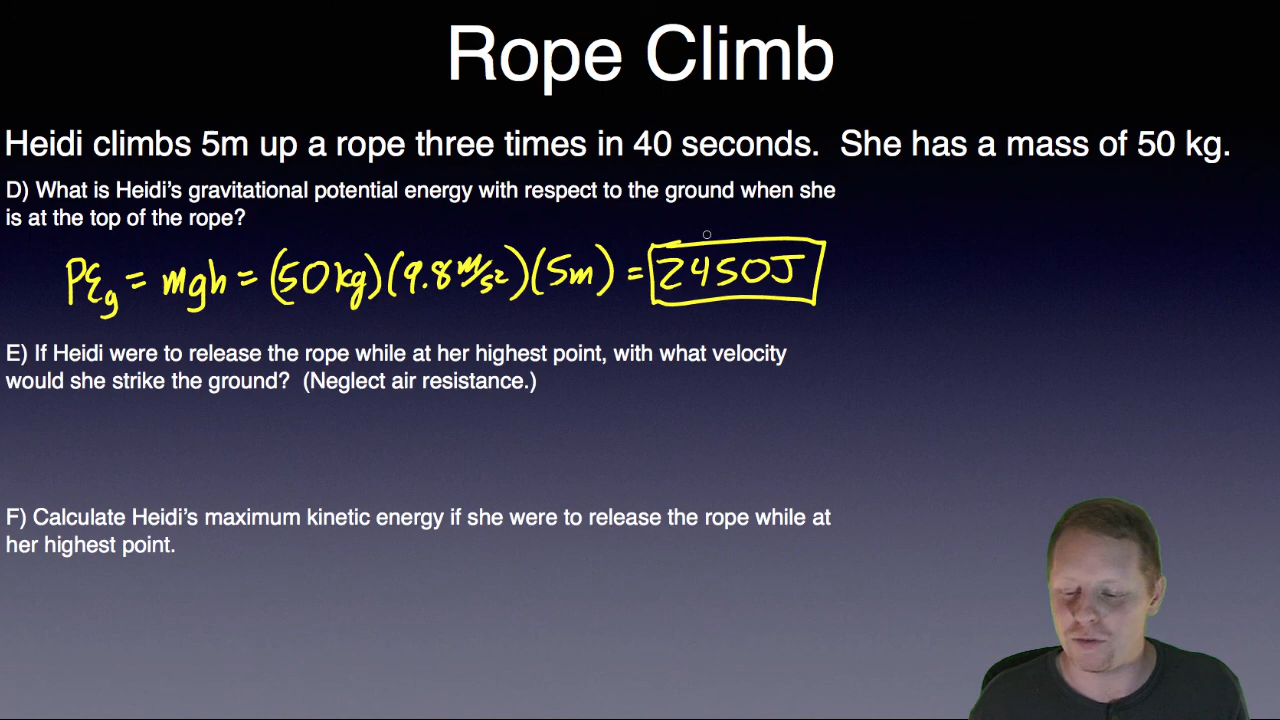 Rope Climb
Heidi climbs 5m up a rope three times in 40 seconds.  She has a mass of 50 kg.
D) What is Heidi's gravitational potential energy with respect to the ground when she
is at the top of the rope?
PEg = mgh = (50 kg)(9.8 m/s²)(5m) = 2450J
E) If Heidi were to release the rope while at her highest point, with what velocity
would she strike the ground?  (Neglect air resistance.)
F) Calculate Heidi's maximum kinetic energy if she were to release the rope while at
her highest point.